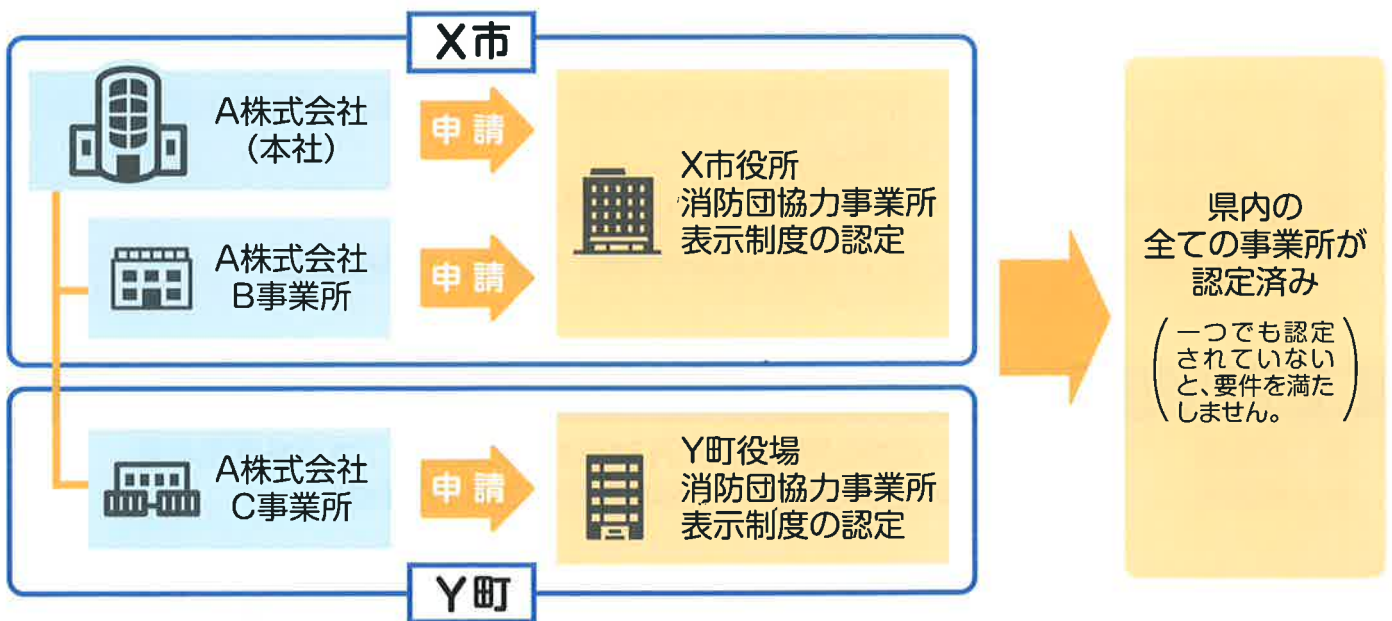 X市
A株式会社
(本社)
申請
A株式会社
B事業所
申請
X市役所
消防団協力事業所
表示制度の認定
Y町
A株式会社
C事業所
申請
Y町役場
消防団協力事業所
表示制度の認定
県内の
全ての事業所が
認定済み
(一つでも認定
されていない
と、要件を満た
しません。)